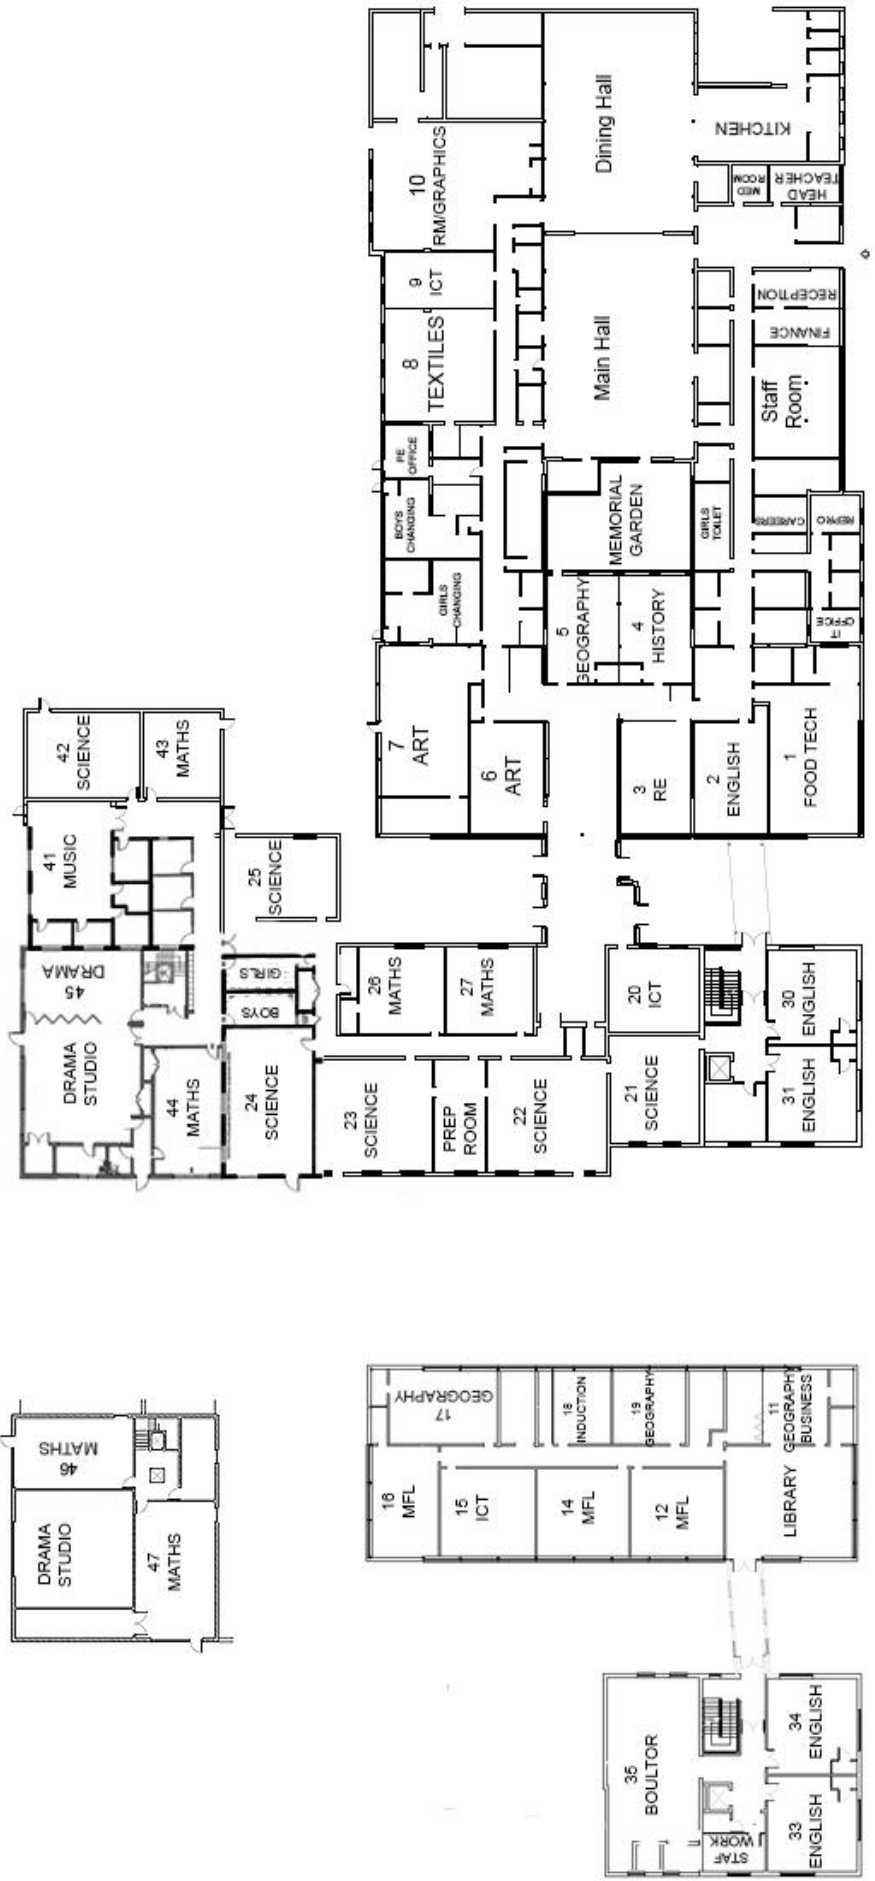 Dining Hall
KITCHEN
10
RM/GRAPHICS
MED
ROOM
HEAD
TEACHER
9
ICT
RECEPTION
FINANCE
8
TEXTILES
Main Hall
Staff
Room
PE
OFFICE
BOYS
CHANGING
MEMORIAL
GARDEN
GIRLS
TOILET
CAREERS
REPRO
GIRLS
CHANGING
5
GEOGRAPHY
4
HISTORY
IT
OFFICE
7
ART
6
ART
3
RE
2
ENGLISH
1
FOOD TECH
42
SCIENCE
43
MATHS
41
MUSIC
25
SCIENCE
45
DRAMA
GIRLS
BOYS
26
MATHS
27
MATHS
20
ICT
30
ENGLISH
DRAMA
STUDIO
44
MATHS
24
SCIENCE
23
SCIENCE
PREP
ROOM
22
SCIENCE
21
SCIENCE
31
ENGLISH
46
MATHS
DRAMA
STUDIO
47
MATHS
17
GEOGRAPHY
18
INDUCTION
19
GEOGRAPHY
11
GEOGRAPHY
BUSINESS
16
MFL
15
ICT
14
MFL
12
MFL
LIBRARY
35
BOULTOR
34
ENGLISH
STAF
WORK
33
ENGLISH